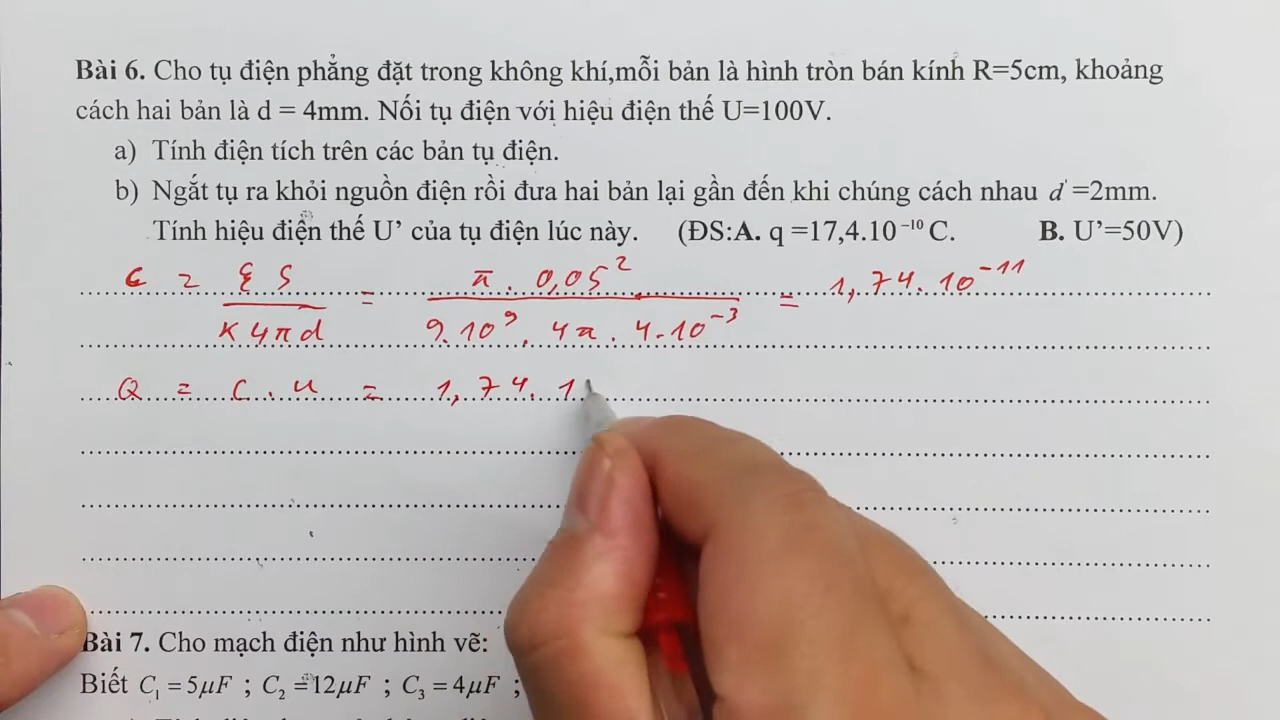 Bài 6. Cho tụ điện phẳng đặt trong không khí,mỗi bản là hình tròn bán kính R=5cm, khoảng
cách hai bản là d = 4mm. Nối tụ điện với hiệu điện thế U=100V.
a) Tính điện tích trên các bản tụ điện.
b) Ngắt tụ ra khỏi nguồn điện rồi đưa hai bản lại gần đến khi chúng cách nhau d' =2mm.
Tính hiệu điện thế U’ của tụ điện lúc này. (ĐS:A. q =17,4.10⁻¹⁰ C. B. U’=50V)
C = ε S / K 4π d = π . 0,05² / 9.10⁹ . 4π . 4.10⁻³ = 1,74.10⁻¹¹
Q = C . U = 1,74. 1
Bài 7. Cho mạch điện như hình vẽ:
Biết C₁ = 5μF ; C₂ =12μF ; C₃ = 4μF ;